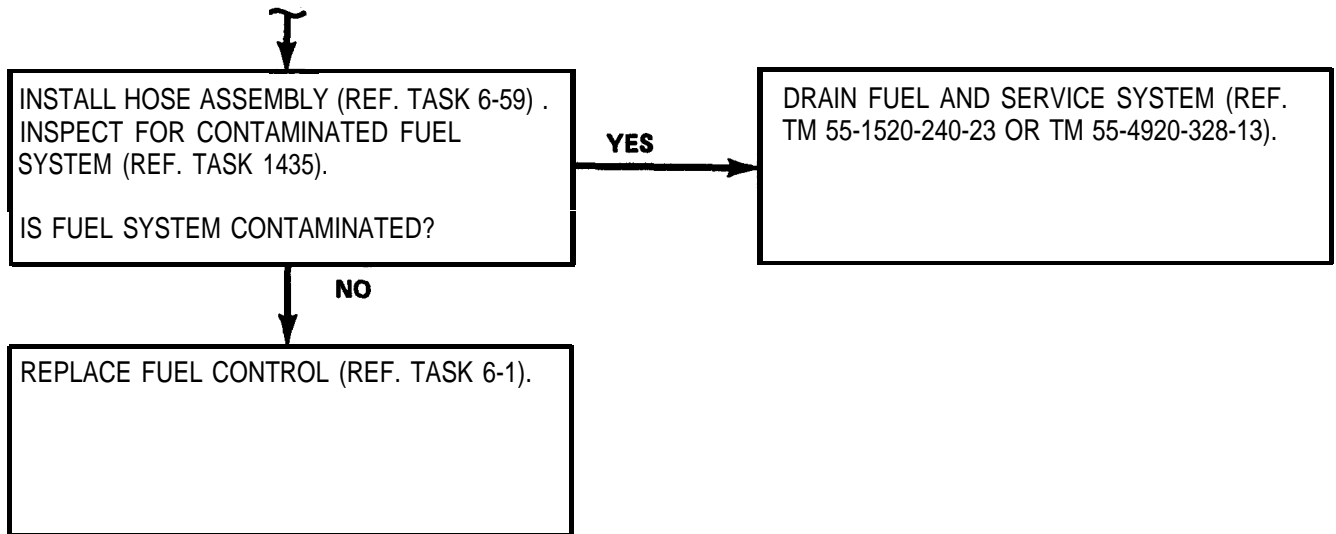 INSTALL HOSE ASSEMBLY (REF. TASK 6-59) .
INSPECT FOR CONTAMINATED FUEL
SYSTEM (REF. TASK 1435).
IS FUEL SYSTEM CONTAMINATED?
YES
DRAIN FUEL AND SERVICE SYSTEM (REF.
TM 55-1520-240-23 OR TM 55-4920-328-13).
NO
REPLACE FUEL CONTROL (REF. TASK 6-1).